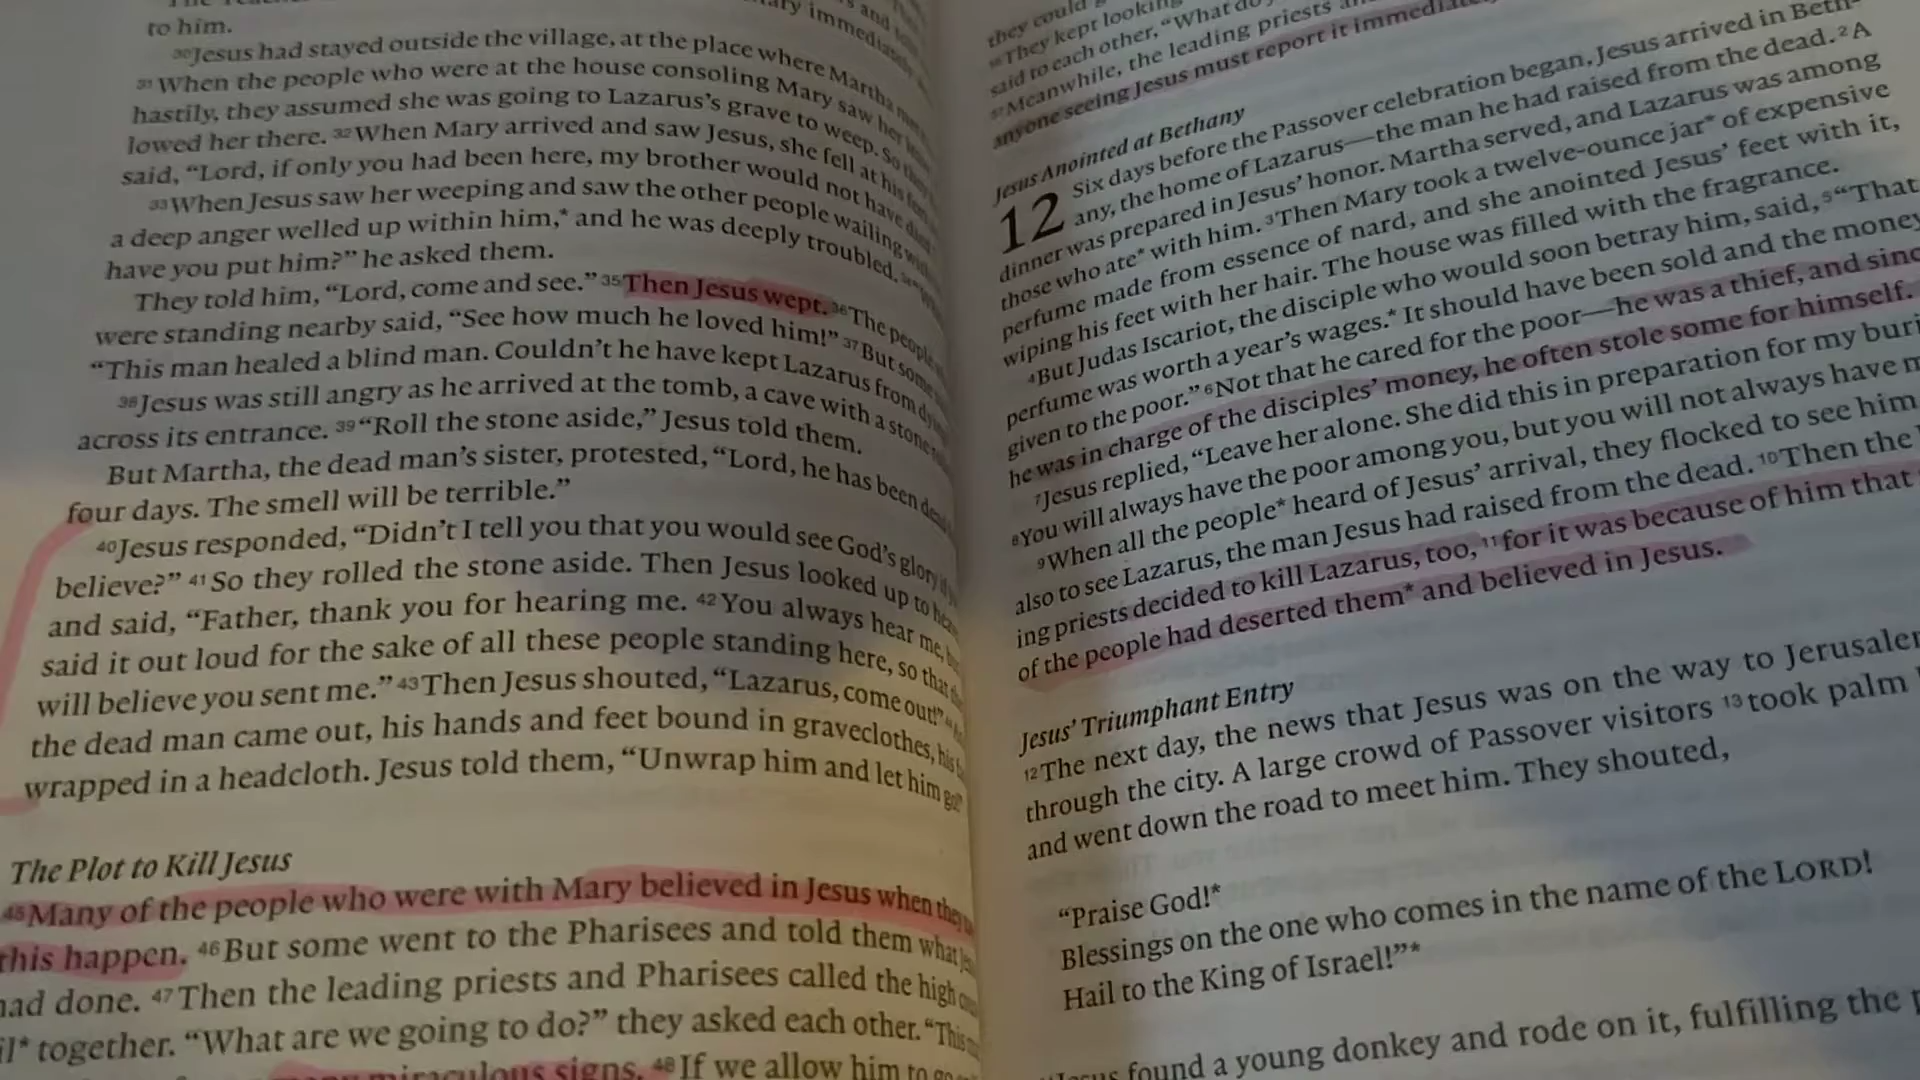 to him.
³⁰Jesus had stayed outside the village, at the place where Martha
³¹When the people who were at the house consoling Mary saw her
hastily, they assumed she was going to Lazarus's grave to weep. So they
lowed her there. ³²When Mary arrived and saw Jesus, she fell at his feet
said, “Lord, if only you had been here, my brother would not have died
³³When Jesus saw her weeping and saw the other people wailing
a deep anger welled up within him,* and he was deeply troubled. ³⁴
have you put him?” he asked them.
They told him, “Lord, come and see.” ³⁵Then Jesus wept. ³⁶The people
were standing nearby said, “See how much he loved him!” ³⁷But some
“This man healed a blind man. Couldn't he have kept Lazarus from dying
³⁸Jesus was still angry as he arrived at the tomb, a cave with a stone
across its entrance. ³⁹“Roll the stone aside,” Jesus told them.
But Martha, the dead man's sister, protested, “Lord, he has been dead
four days. The smell will be terrible.”
⁴⁰Jesus responded, “Didn't I tell you that you would see God's glory
believe?” ⁴¹So they rolled the stone aside. Then Jesus looked up to
and said, “Father, thank you for hearing me. ⁴²You always hear me,
said it out loud for the sake of all these people standing here, so that
will believe you sent me.” ⁴³Then Jesus shouted, “Lazarus, come out!”
the dead man came out, his hands and feet bound in graveclothes, his
wrapped in a headcloth. Jesus told them, “Unwrap him and let him go!”
The Plot to Kill Jesus
⁴⁵Many of the people who were with Mary believed in Jesus when they
this happen. ⁴⁶But some went to the Pharisees and told them what
had done. ⁴⁷Then the leading priests and Pharisees called the high
together. “What are we going to do?” they asked each other. “This
miraculous signs. ⁴⁸If we allow him to go
they could
They kept looking
said to each other, “What do
⁵⁷Meanwhile, the leading priests
anyone seeing Jesus must report it immediately
Jesus Anointed at Bethany
12 Six days before the Passover celebration began, Jesus arrived in Beth-
any, the home of Lazarus—the man he had raised from the dead. ²A
dinner was prepared in Jesus' honor. Martha served, and Lazarus was among
those who ate* with him. ³Then Mary took a twelve-ounce jar* of expensive
perfume made from essence of nard, and she anointed Jesus' feet with it,
wiping his feet with her hair. The house was filled with the fragrance.
⁴But Judas Iscariot, the disciple who would soon betray him, said, ⁵“That
perfume was worth a year's wages.* It should have been sold and the money
given to the poor.” ⁶Not that he cared for the poor—he was a thief, and sinc
he was in charge of the disciples' money, he often stole some for himself.
⁷Jesus replied, “Leave her alone. She did this in preparation for my buri
⁸You will always have the poor among you, but you will not always have m
⁹When all the people* heard of Jesus' arrival, they flocked to see him
also to see Lazarus, the man Jesus had raised from the dead. ¹⁰Then the
ing priests decided to kill Lazarus, too, ¹¹for it was because of him that
of the people had deserted them* and believed in Jesus.
Jesus' Triumphant Entry
¹²The next day, the news that Jesus was on the way to Jerusaler
through the city. A large crowd of Passover visitors ¹³took palm
and went down the road to meet him. They shouted,
“Praise God!*
Blessings on the one who comes in the name of the LORD!
Hail to the King of Israel!”*
Jesus found a young donkey and rode on it, fulfilling the